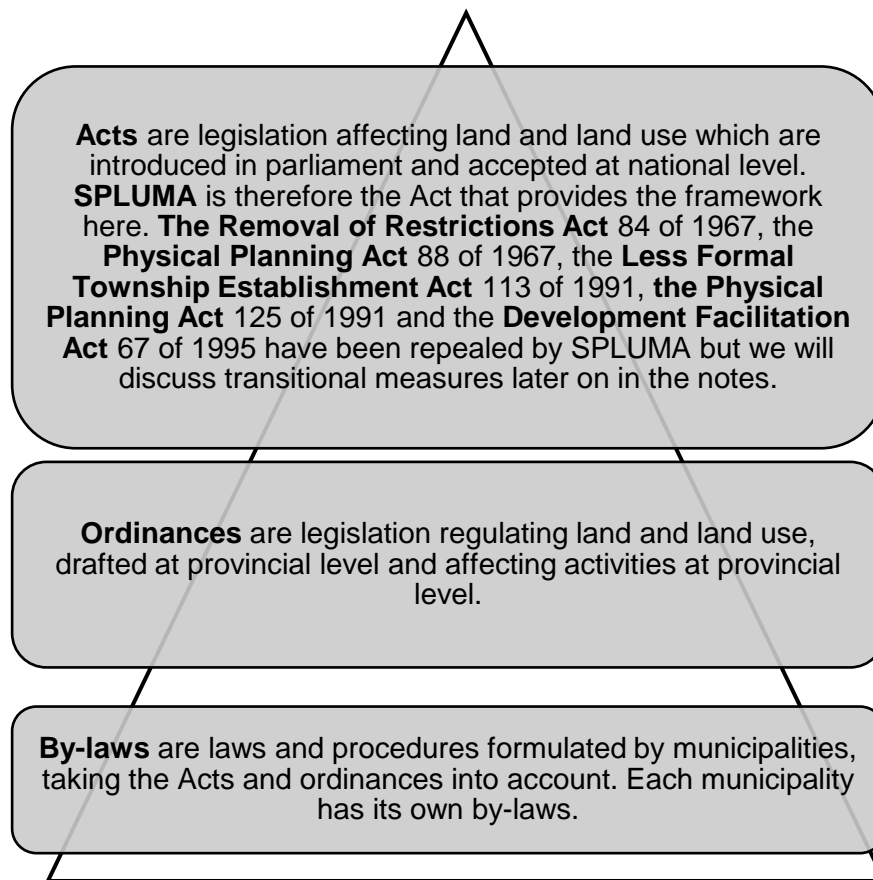 Acts are legislation affecting land and land use which are
introduced in parliament and accepted at national level.
SPLUMA is therefore the Act that provides the framework
here. The Removal of Restrictions Act 84 of 1967, the
Physical Planning Act 88 of 1967, the Less Formal
Township Establishment Act 113 of 1991, the Physical
Planning Act 125 of 1991 and the Development Facilitation
Act 67 of 1995 have been repealed by SPLUMA but we will
discuss transitional measures later on in the notes.
Ordinances are legislation regulating land and land use,
drafted at provincial level and affecting activities at provincial
level.
By-laws are laws and procedures formulated by municipalities,
taking the Acts and ordinances into account. Each municipality
has its own by-laws.